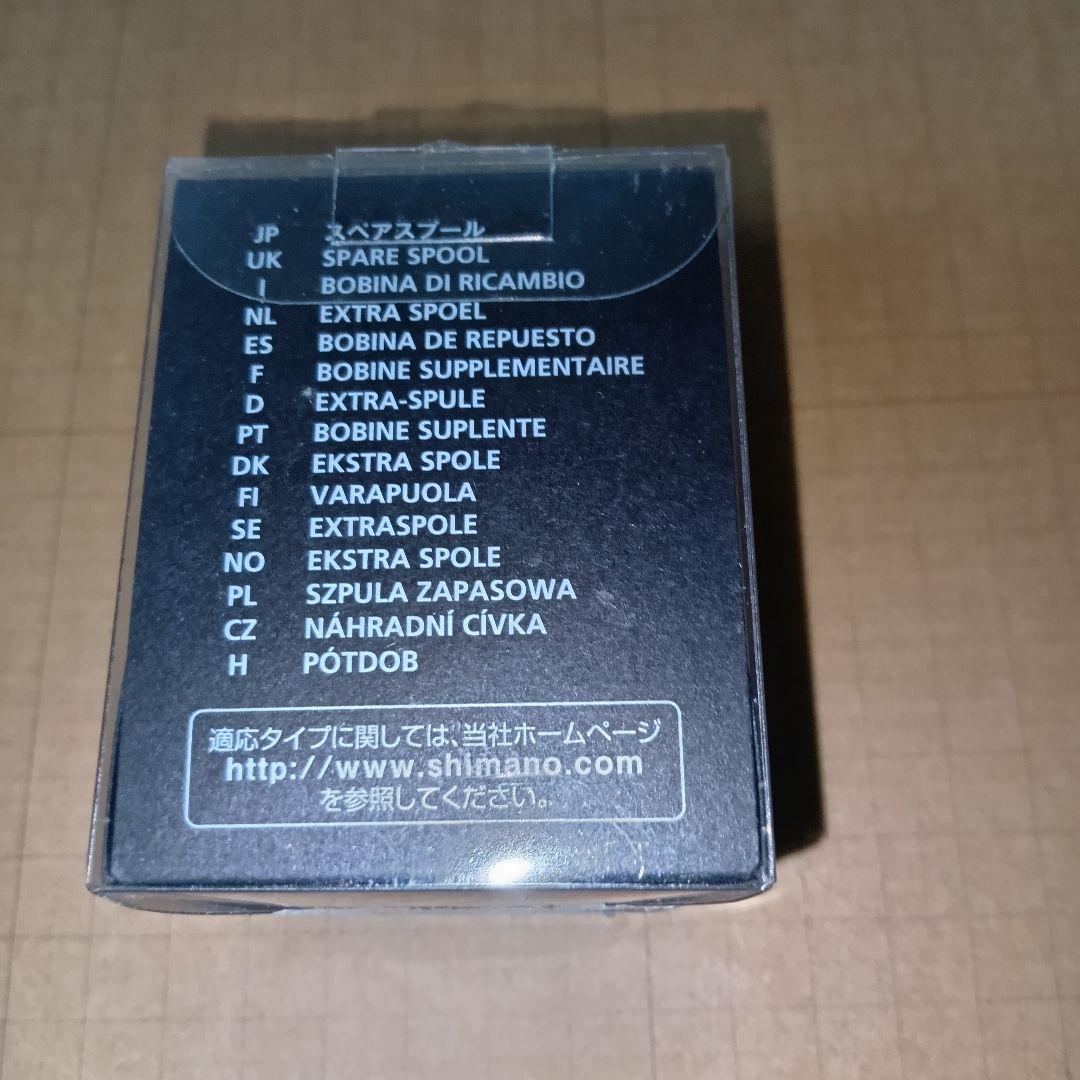 JP スペアスプール
UK SPARE SPOOL
I BOBINA DI RICAMBIO
NL EXTRA SPOEL
ES BOBINA DE REPUESTO
F BOBINE SUPPLEMENTAIRE
D EXTRA-SPULE
PT BOBINE SUPLENTE
DK EKSTRA SPOLE
FI VARAPUOLA
SE EXTRASPOLE
NO EKSTRA SPOLE
PL SZPULA ZAPASOWA
CZ NÁHRADNÍ CÍVKA
H PÓTDOB
適応タイプに関しては、当社ホームページ
http://www.shimano.com
を参照してください。